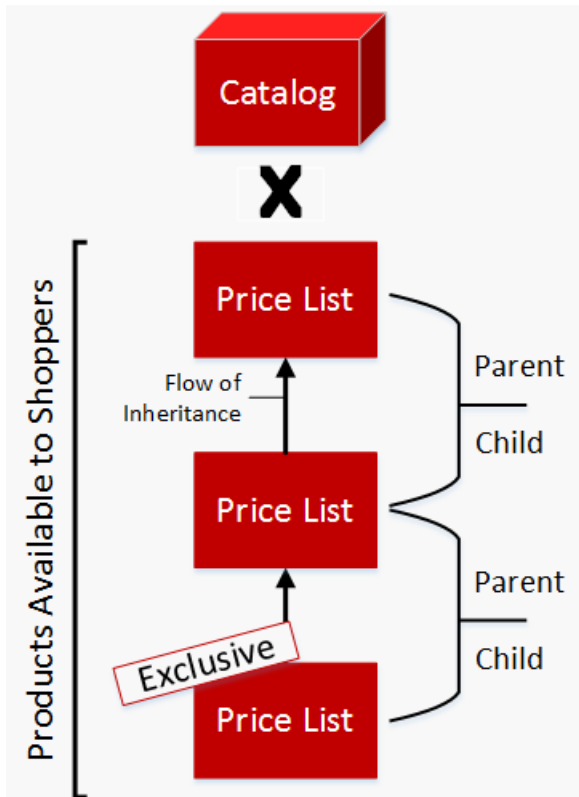 Catalog
X
Price List
Flow of
Inheritance
Parent
Child
Price List
Parent
Child
Exclusive
Price List
Products Available to Shoppers